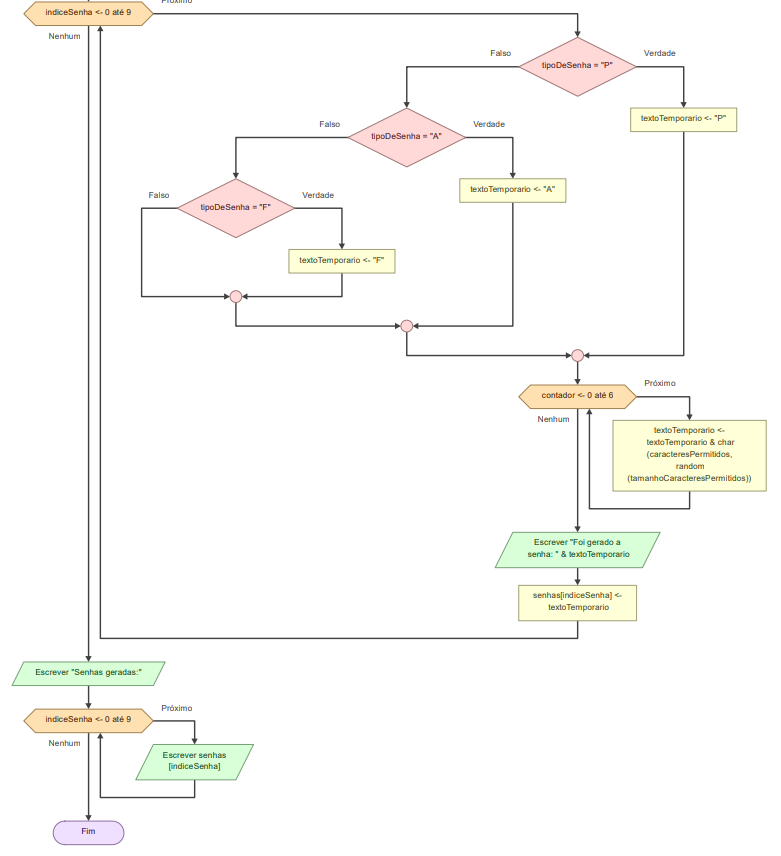 Próximo
indiceSenha <- 0 até 9
Nenhum
Falso
tipoDeSenha = "P"
Verdade
textoTemporario <- "P"
Falso
tipoDeSenha = "A"
Verdade
textoTemporario <- "A"
Falso
tipoDeSenha = "F"
Verdade
textoTemporario <- "F"
contador <- 0 até 6
Próximo
Nenhum
textoTemporario <-
textoTemporario & char
(caracteresPermitidos,
random
(tamanhoCaracteresPermitidos))
Escrever "Foi gerado a
senha: " & textoTemporario
senhas[indiceSenha] <-
textoTemporario
Escrever "Senhas geradas:"
indiceSenha <- 0 até 9
Próximo
Nenhum
Escrever senhas
[indiceSenha]
Fim